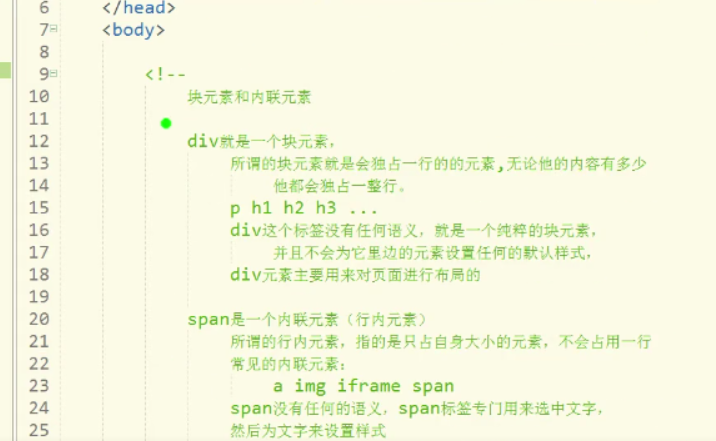 6 </head>
7 <body>
8
9 <!--
10 块元素和内联元素
11
12 div就是一个块元素，
13 所谓的块元素就是会独占一行的的元素,无论他的内容有多少
14 他都会独占一整行。
15 p h1 h2 h3 ...
16 div这个标签没有任何语义，就是一个纯粹的块元素，
17 并且不会为它里边的元素设置任何的默认样式，
18 div元素主要用来对页面进行布局的
19
20 span是一个内联元素（行内元素）
21 所谓的行内元素，指的是只占自身大小的元素，不会占用一行
22 常见的内联元素：
23 a img iframe span
24 span没有任何的语义，span标签专门用来选中文字，
25 然后为文字来设置样式